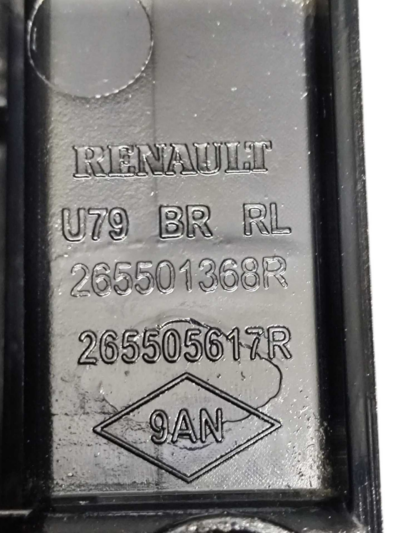 RENAULT
U79 BR RL
265501368R
265505617R
9AN